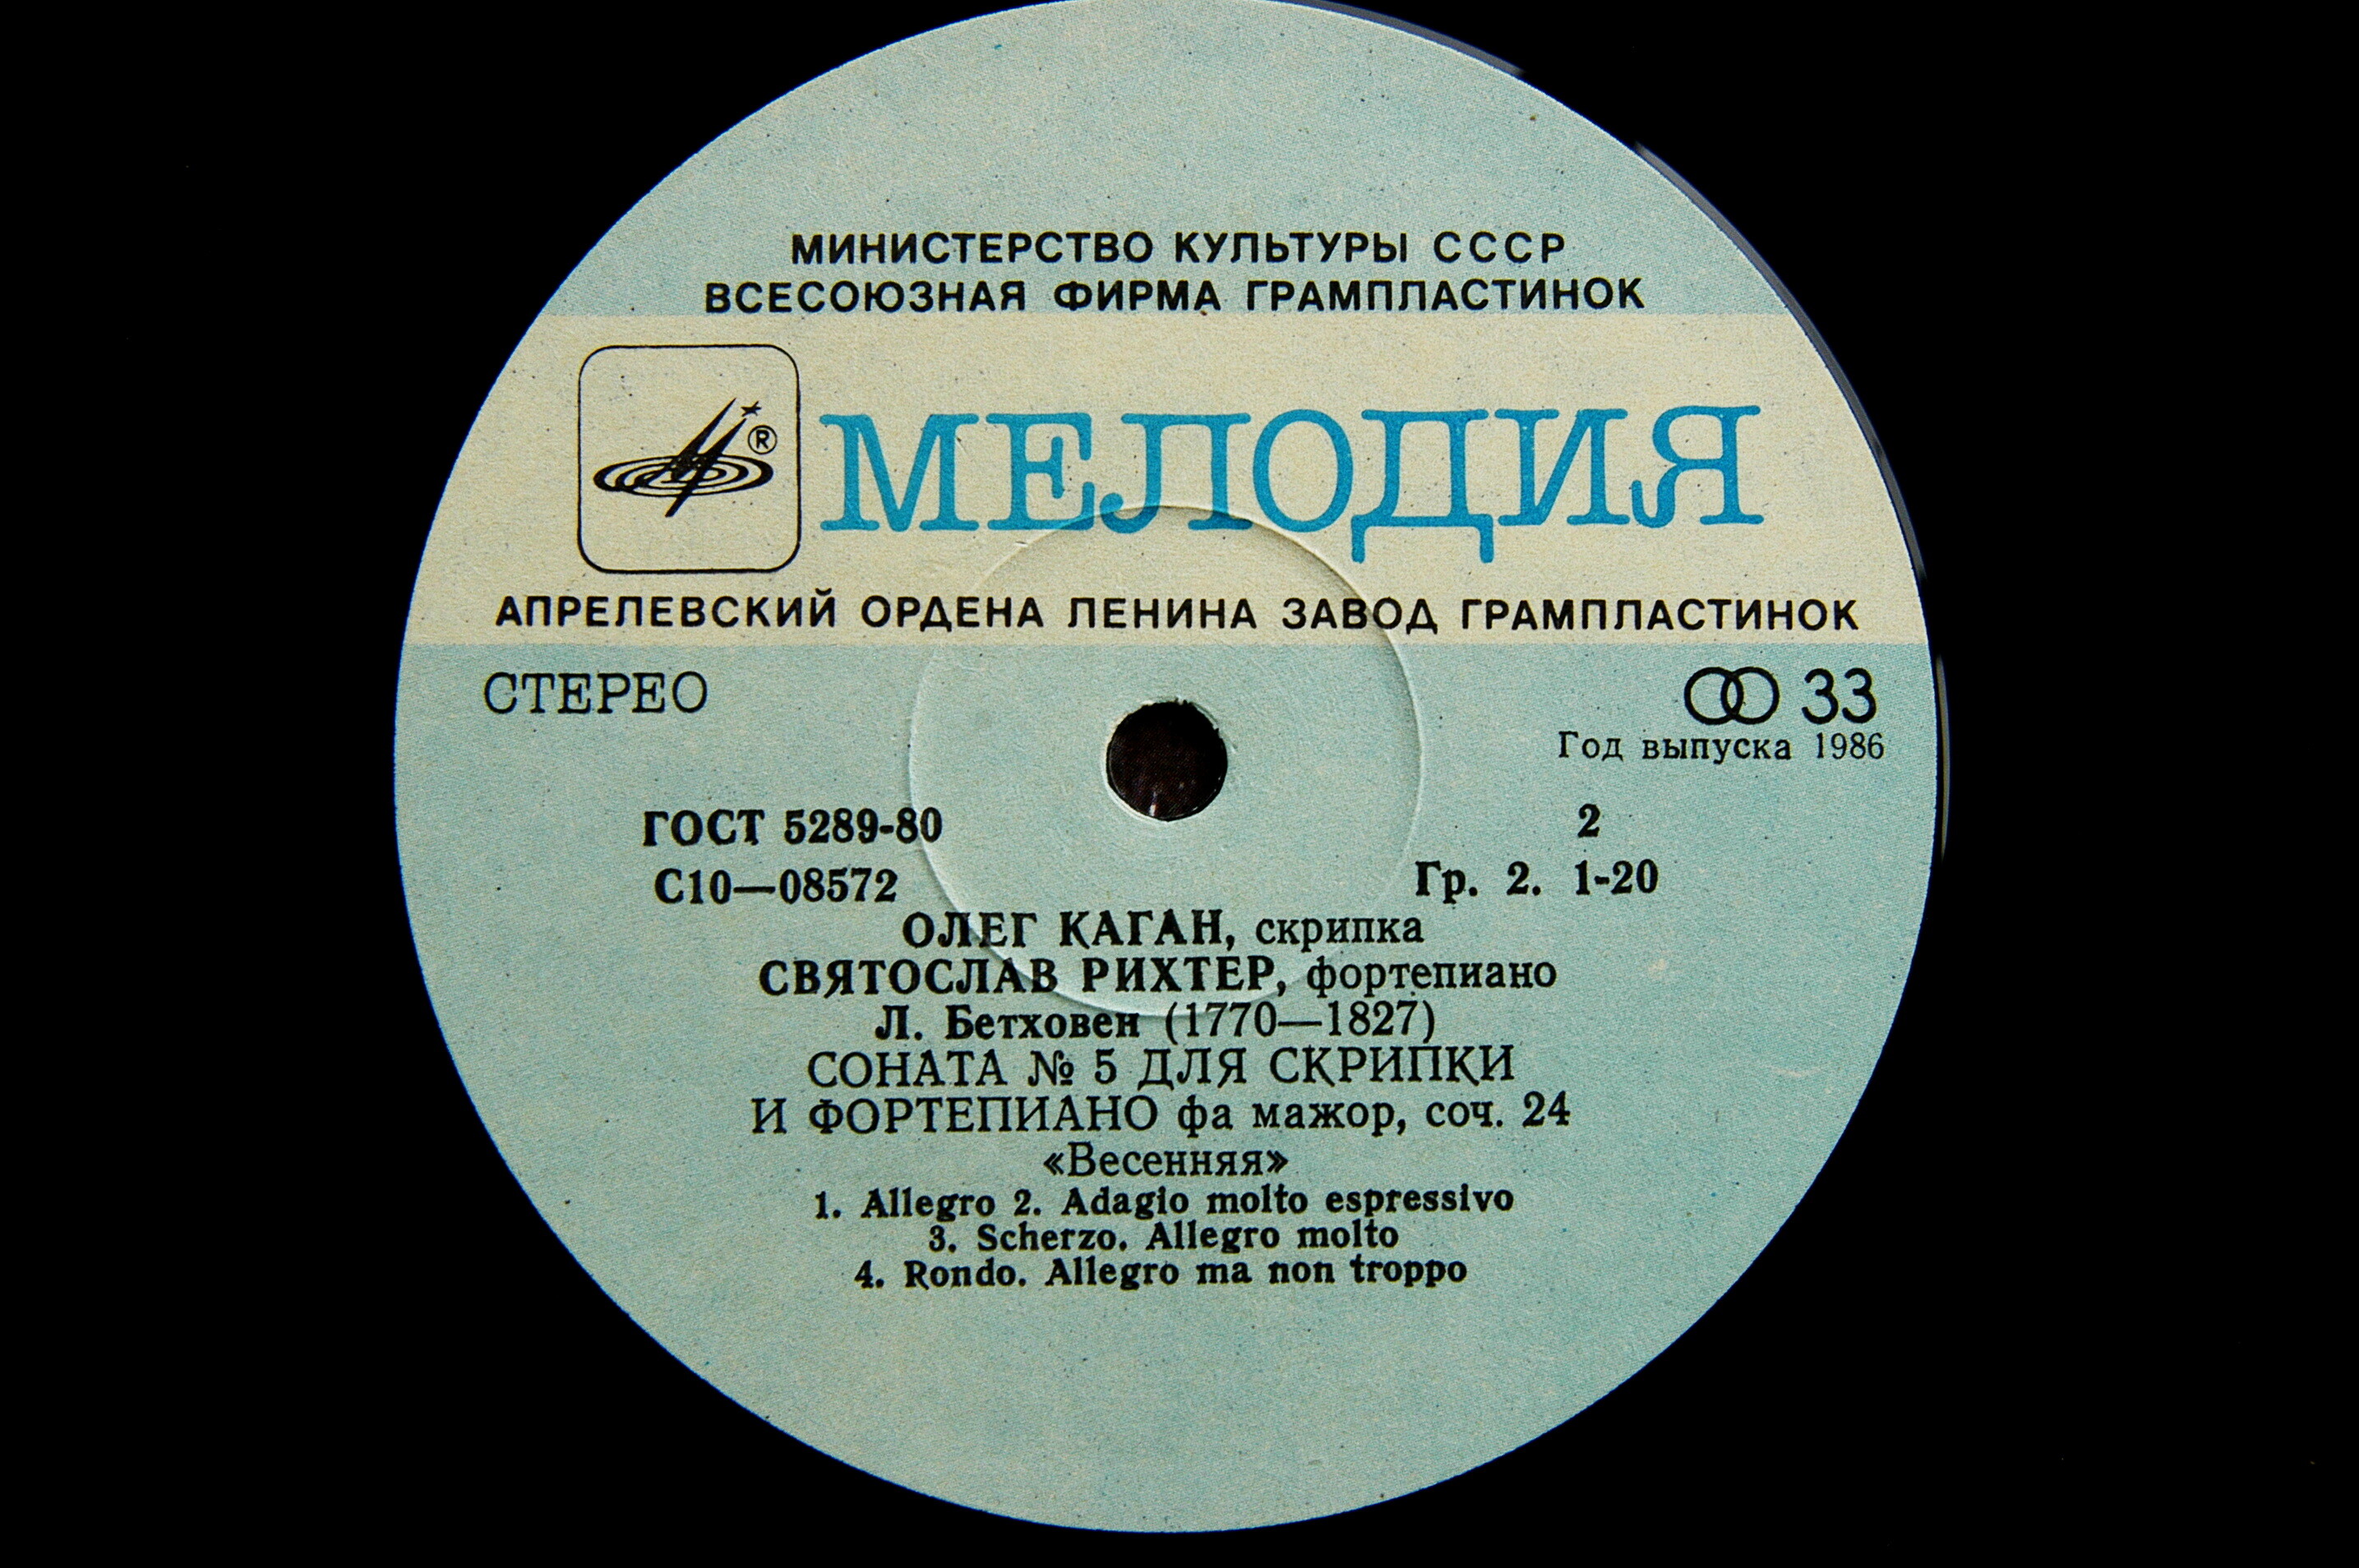 МИНИСТЕРСТВО КУЛЬТУРЫ СССР
ВСЕСОЮЗНАЯ ФИРМА ГРАМПЛАСТИНОК
® МЕЛОДИЯ
АПРЕЛЕВСКИЙ ОРДЕНА ЛЕНИНА ЗАВОД ГРАМПЛАСТИНОК
СТЕРЕО 33
Год выпуска 1986
ГОСТ 5289-80 2
С10—08572 Гр. 2. 1-20
ОЛЕГ КАГАН, скрипка
СВЯТОСЛАВ РИХТЕР, фортепиано
Л. Бетховен (1770—1827)
СОНАТА № 5 ДЛЯ СКРИПКИ
И ФОРТЕПИАНО фа мажор, соч. 24
«Весенняя»
1. Allegro 2. Adagio molto espressivo
3. Scherzo. Allegro molto
4. Rondo. Allegro ma non troppo